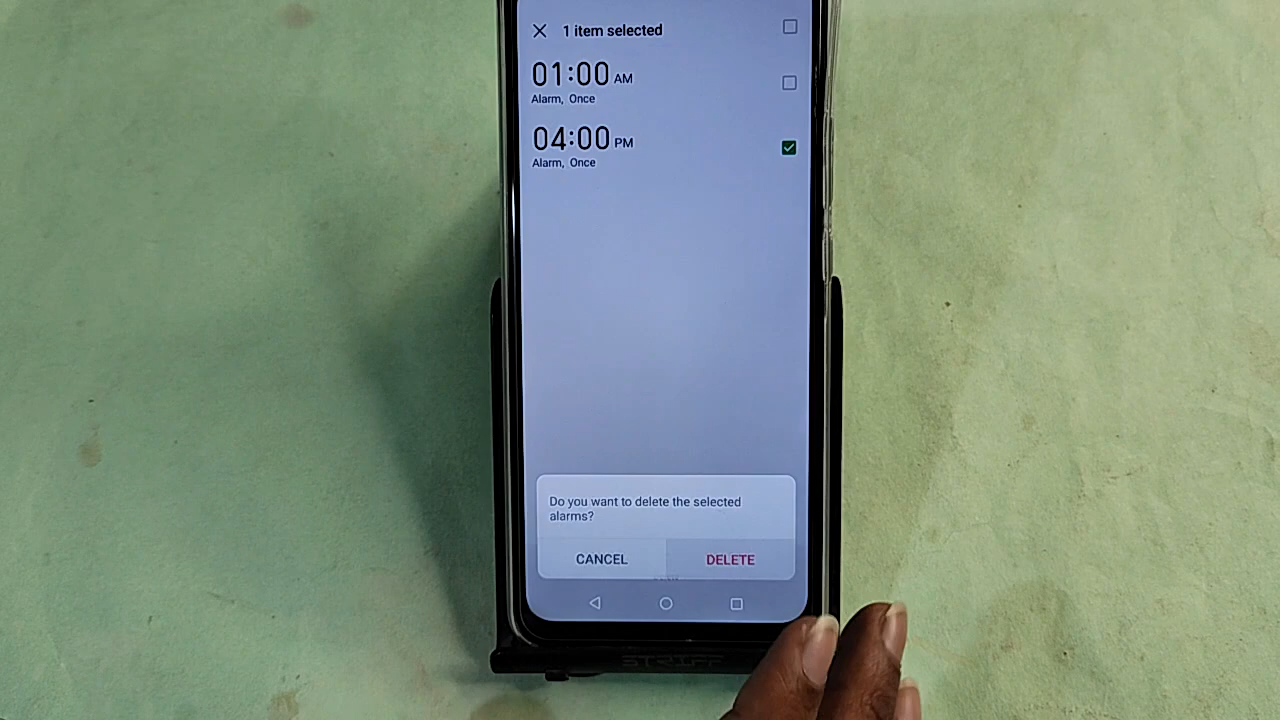 1 item selected
01:00 AM
Alarm, Once
04:00 PM
Alarm, Once
Do you want to delete the selected
alarms?
CANCEL DELETE
STRIFF